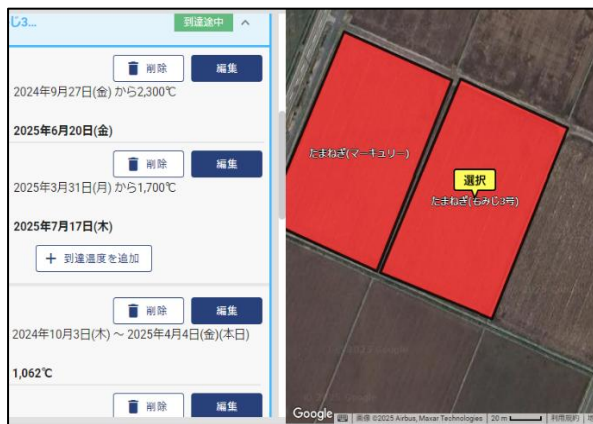 じ3...
到達途中
削除
編集
2024年9月27日(金) から2,300℃
2025年6月20日(金)
削除
編集
2025年3月31日(月) から1,700℃
2025年7月17日(木)
+ 到達温度を追加
削除
編集
2024年10月3日(木) ～ 2025年4月4日(金)(本日)
1,062℃
削除
編集
たまねぎ(マーキュリー)
選択
たまねぎ(もみじ3号)
Google
画像 ©2025 Airbus, Maxar Technologies
20 m
利用規約